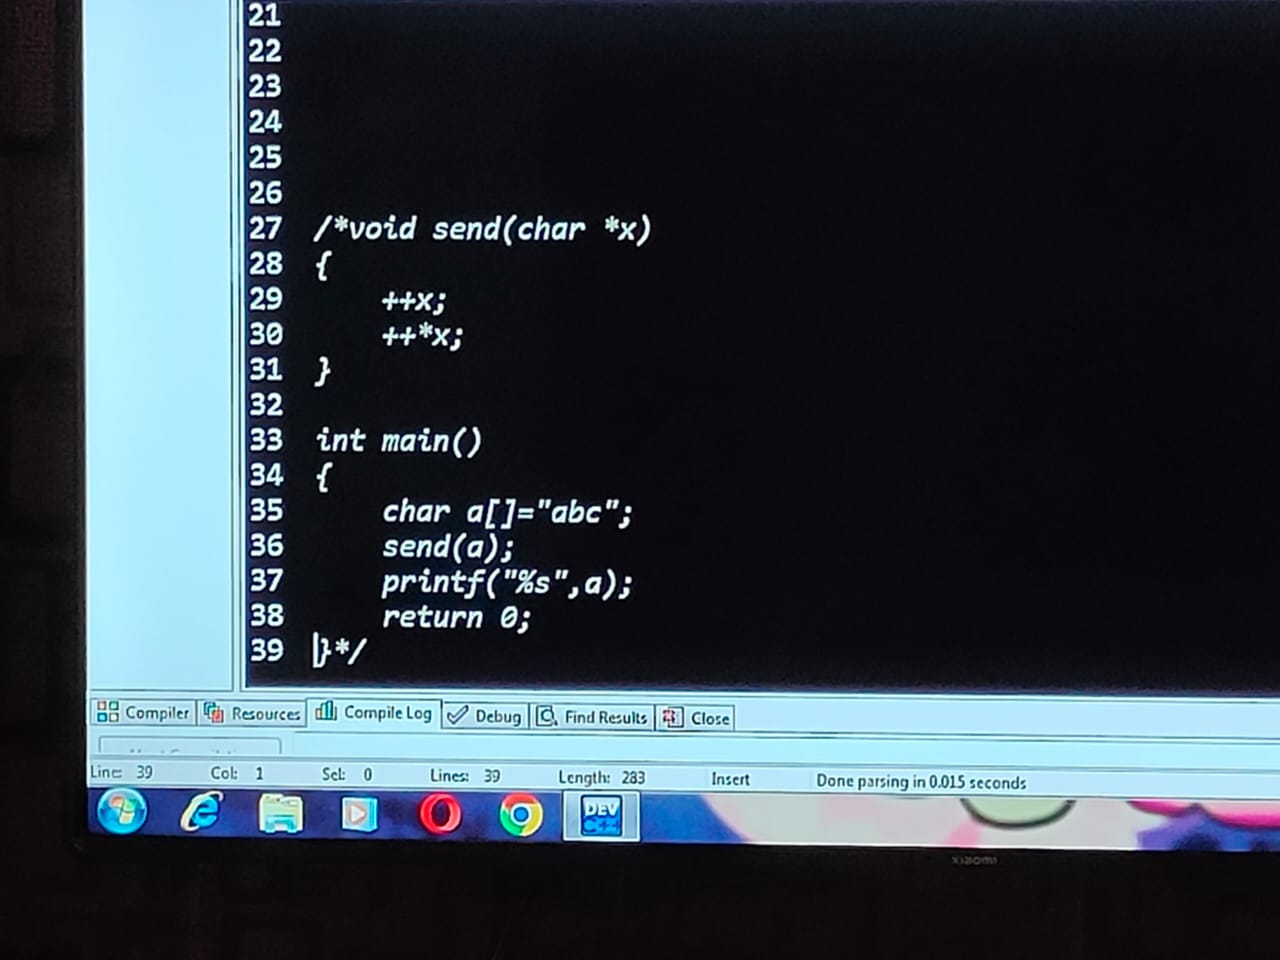 21
22
23
24
25
26
27 /*void send(char *x)
28 {
29 ++x;
30 ++*x;
31 }
32
33 int main()
34 {
35 char a[]="abc";
36 send(a);
37 printf("%s",a);
38 return 0;
39 }*/
Compiler Resources Compile Log Debug Find Results Close
Line: 39 Col: 1 Sel: 0 Lines: 39 Length: 283 Insert Done parsing in 0.015 seconds
DEV
C++
xiaomi